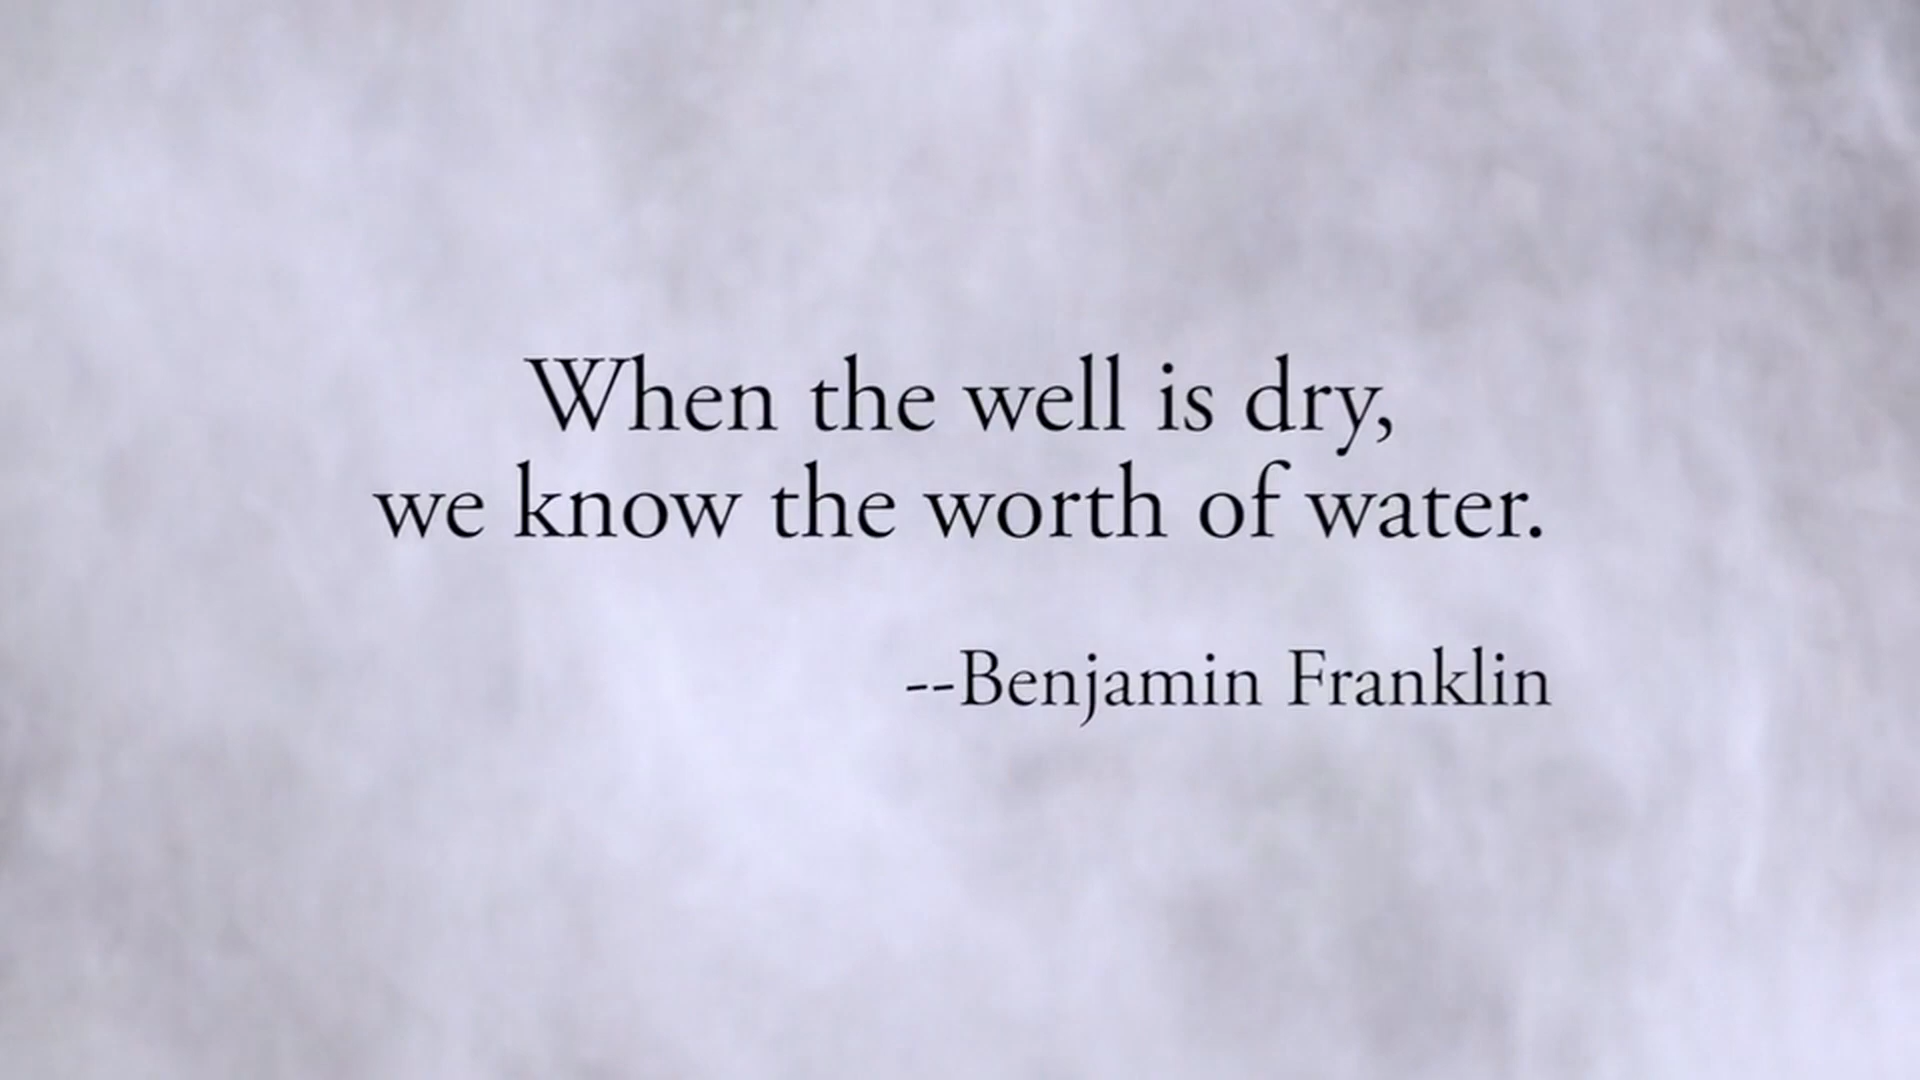 When the well is dry,
we know the worth of water.
--Benjamin Franklin